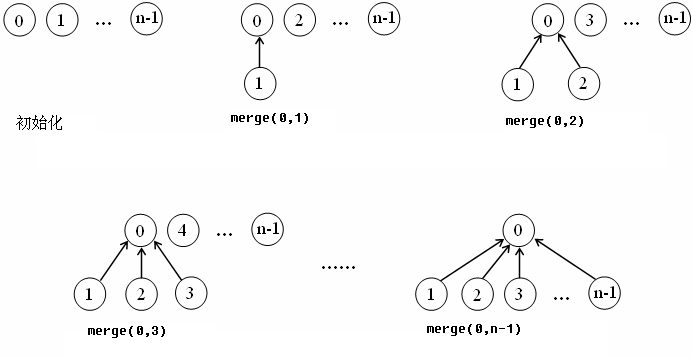 0 1 ... n-1
0 2 ... n-1
1
merge(0,1)
0 3 ... n-1
1 2
merge(0,2)
初始化
0 4 ... n-1
1 2 3
merge(0,3)
......
0
1 2 3 ... n-1
merge(0,n-1)